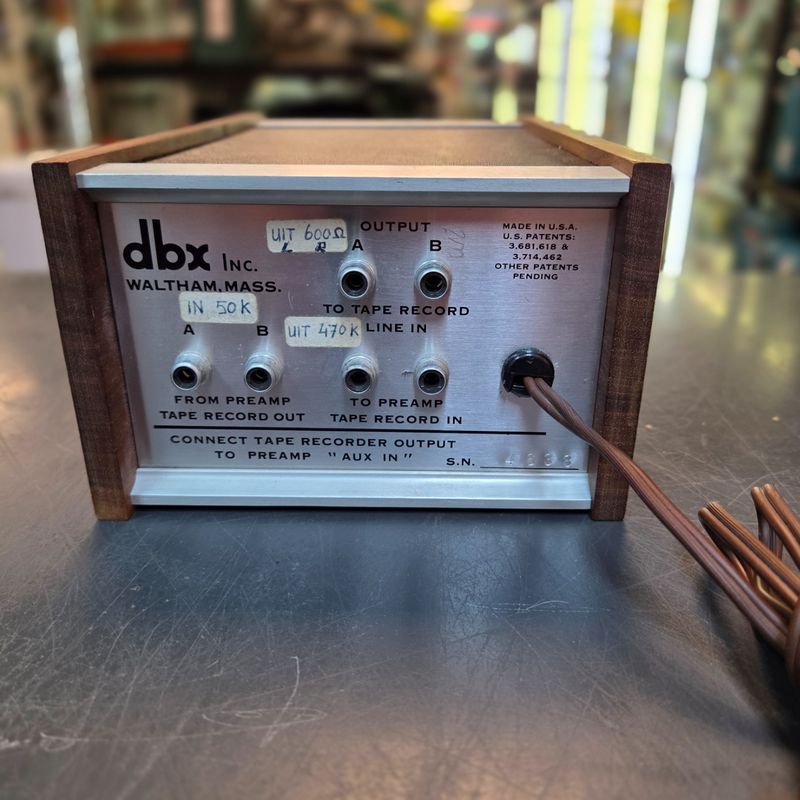 dbx INC.
WALTHAM, MASS.
UIT 600Ω
L R
OUTPUT
A B
MADE IN U.S.A.
U.S. PATENTS:
3,681,618 &
3,714,462
OTHER PATENTS
PENDING
IN 50K
TO TAPE RECORD
LINE IN
UIT 470K
A B
FROM PREAMP
TAPE RECORD OUT
TO PREAMP
TAPE RECORD IN
CONNECT TAPE RECORDER OUTPUT
TO PREAMP "AUX IN"
S.N. 4838